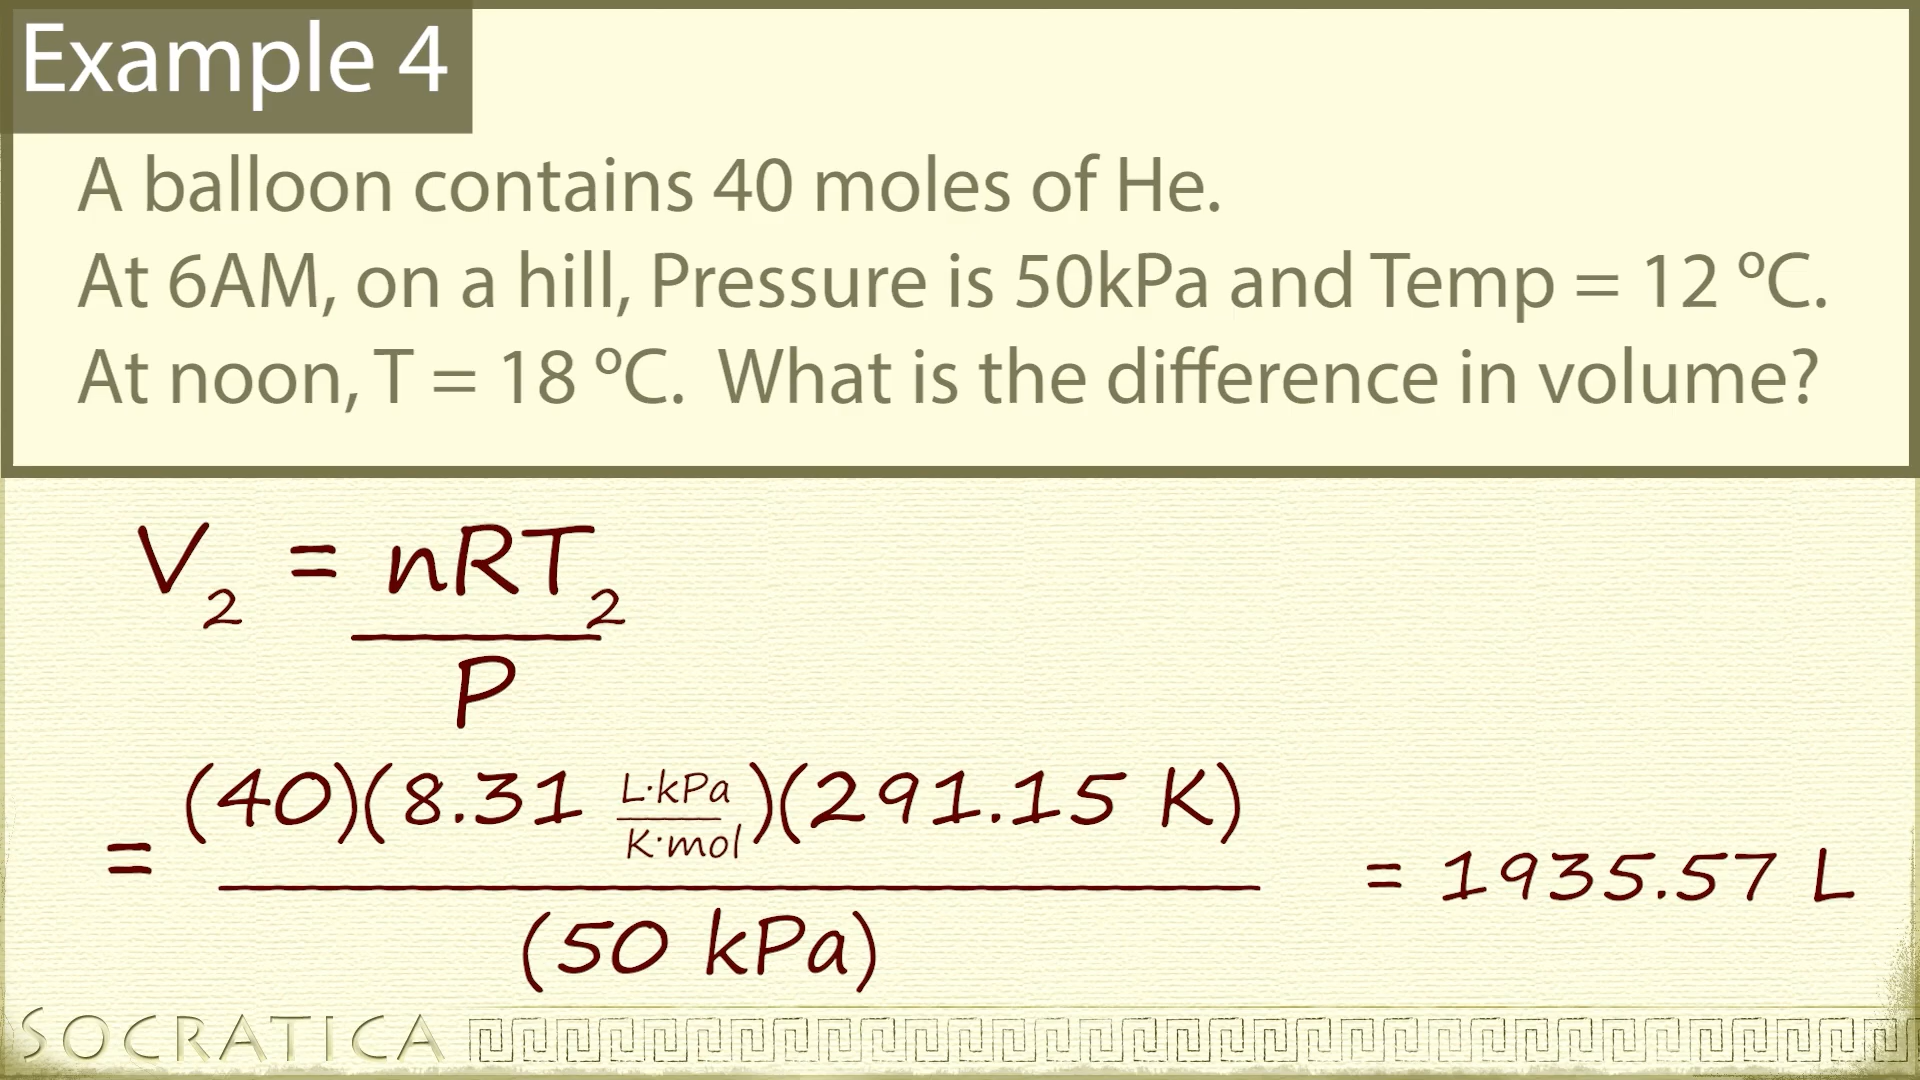 Example 4
A balloon contains 40 moles of He.
At 6AM, on a hill, Pressure is 50kPa and Temp = 12 ºC.
At noon, T = 18 ºC.  What is the difference in volume?
V₂ = nRT₂
P
= (40)(8.31 L·kPa/K·mol)(291.15 K)
(50 kPa)
= 1935.57 L
SOCRATICA